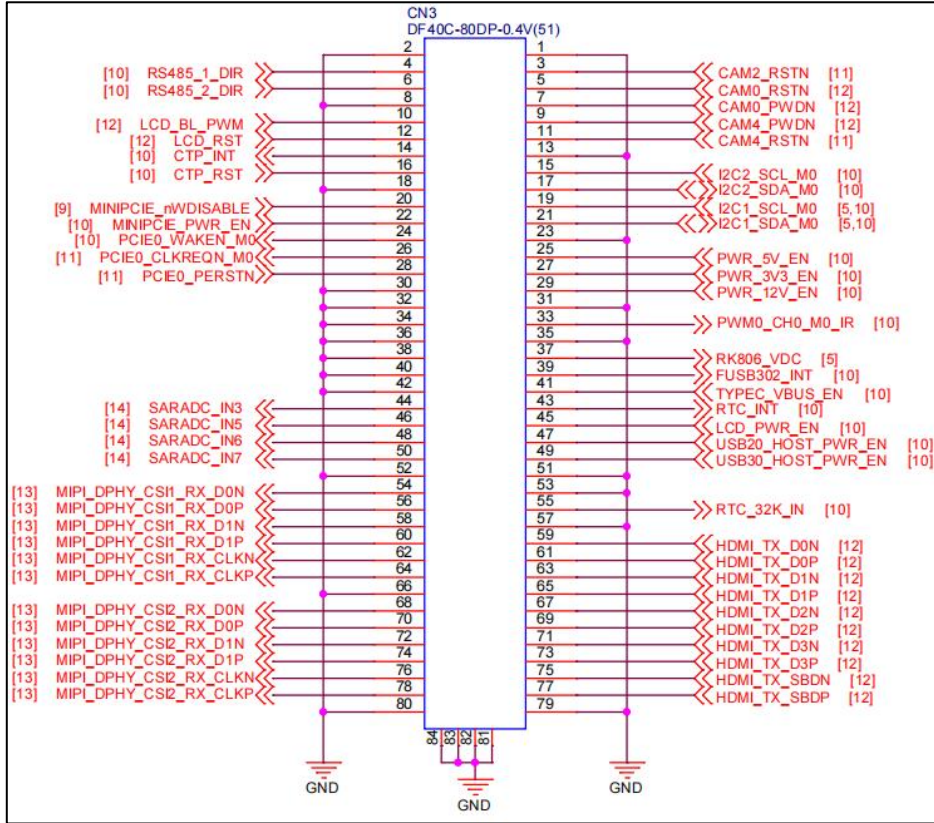 CN3
DF40C-80DP-0.4V(51)
2 1
[10] RS485_1_DIR 4 3 CAM2_RSTN [11]
[10] RS485_2_DIR 6 5 CAM0_RSTN [12]
8 7 CAM0_PWDN [12]
[12] LCD_BL_PWM 10 9 CAM4_PWDN [12]
[12] LCD_RST 12 11 CAM4_RSTN [11]
[10] CTP_INT 14 13
[10] CTP_RST 16 15 I2C2_SCL_M0 [10]
18 17 I2C2_SDA_M0 [10]
[9] MINIPCIE_nWDISABLE 20 19 I2C1_SCL_M0 [5,10]
[10] MINIPCIE_PWR_EN 22 21 I2C1_SDA_M0 [5,10]
[10] PCIE0_WAKEN_M0 24 23
[11] PCIE0_CLKREQN_M0 26 25 PWR_5V_EN [10]
[11] PCIE0_PERSTN 28 27 PWR_3V3_EN [10]
30 29 PWR_12V_EN [10]
32 31
34 33 PWM0_CH0_M0_IR [10]
36 35
38 37 RK806_VDC [5]
40 39 FUSB302_INT [10]
42 41 TYPEC_VBUS_EN [10]
[14] SARADC_IN3 44 43 RTC_INT [10]
[14] SARADC_IN5 46 45 LCD_PWR_EN [10]
[14] SARADC_IN6 48 47 USB20_HOST_PWR_EN [10]
[14] SARADC_IN7 50 49 USB30_HOST_PWR_EN [10]
52 51
[13] MIPI_DPHY_CSI1_RX_D0N 54 53
[13] MIPI_DPHY_CSI1_RX_D0P 56 55 RTC_32K_IN [10]
[13] MIPI_DPHY_CSI1_RX_D1N 58 57
[13] MIPI_DPHY_CSI1_RX_D1P 60 59 HDMI_TX_D0N [12]
[13] MIPI_DPHY_CSI1_RX_CLKN 62 61 HDMI_TX_D0P [12]
[13] MIPI_DPHY_CSI1_RX_CLKP 64 63 HDMI_TX_D1N [12]
66 65 HDMI_TX_D1P [12]
[13] MIPI_DPHY_CSI2_RX_D0N 68 67 HDMI_TX_D2N [12]
[13] MIPI_DPHY_CSI2_RX_D0P 70 69 HDMI_TX_D2P [12]
[13] MIPI_DPHY_CSI2_RX_D1N 72 71 HDMI_TX_D3N [12]
[13] MIPI_DPHY_CSI2_RX_D1P 74 73 HDMI_TX_D3P [12]
[13] MIPI_DPHY_CSI2_RX_CLKN 76 75 HDMI_TX_SBDN [12]
[13] MIPI_DPHY_CSI2_RX_CLKP 78 77 HDMI_TX_SBDP [12]
80 79
84 83 82 81
GND GND GND